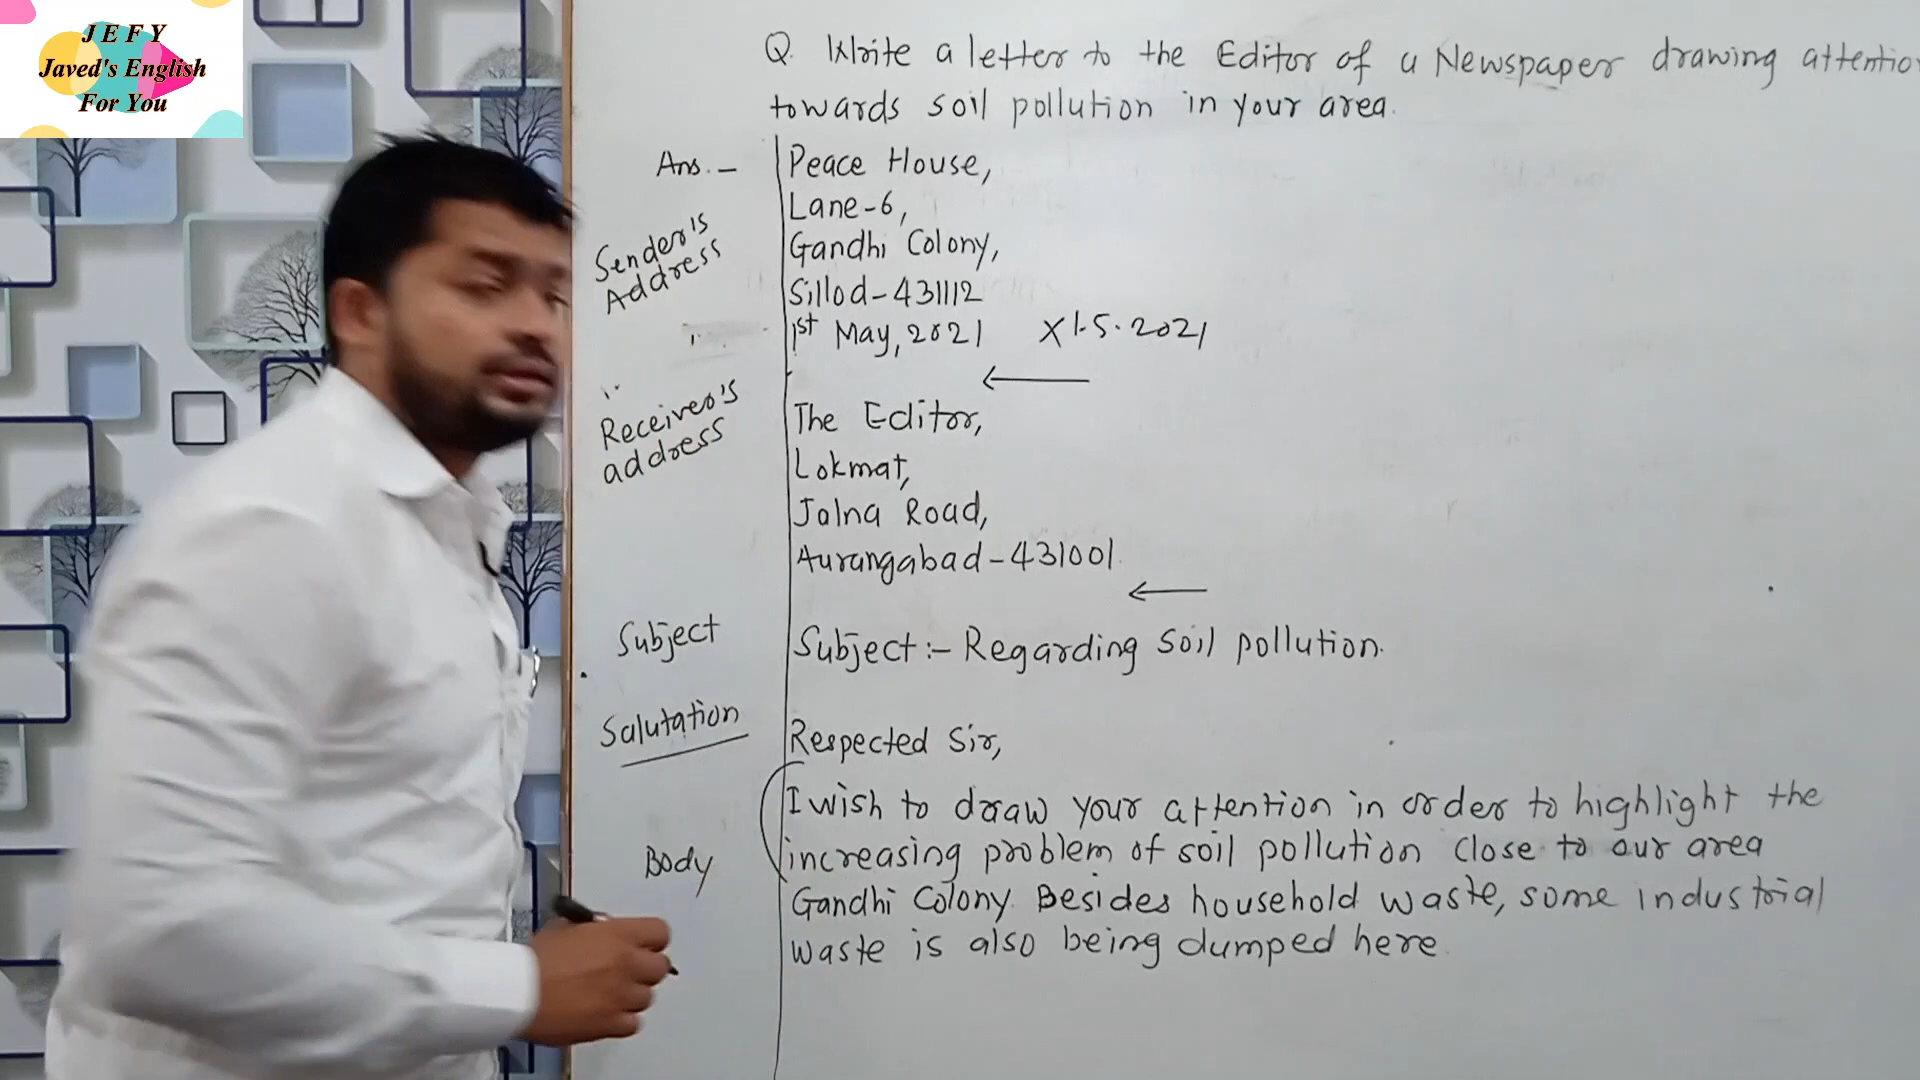 JEFY
Javed's English
For You
Q. Write a letter to the Editor of a Newspaper drawing attentio
towards soil pollution in your area.
Ans. –
Sender's
Address
Peace House,
Lane-6,
Gandhi Colony,
Sillod-431112
1st May, 2021 X 1.5.2021
Receiver's
address
The Editor,
Lokmat,
Jalna Road,
Aurangabad-431001.
Subject
Subject:- Regarding soil pollution.
Salutation
Respected Sir,
Body
I wish to draw your attention in order to highlight the
increasing problem of soil pollution close to our area
Gandhi Colony. Besides household waste, some industrial
waste is also being dumped here.